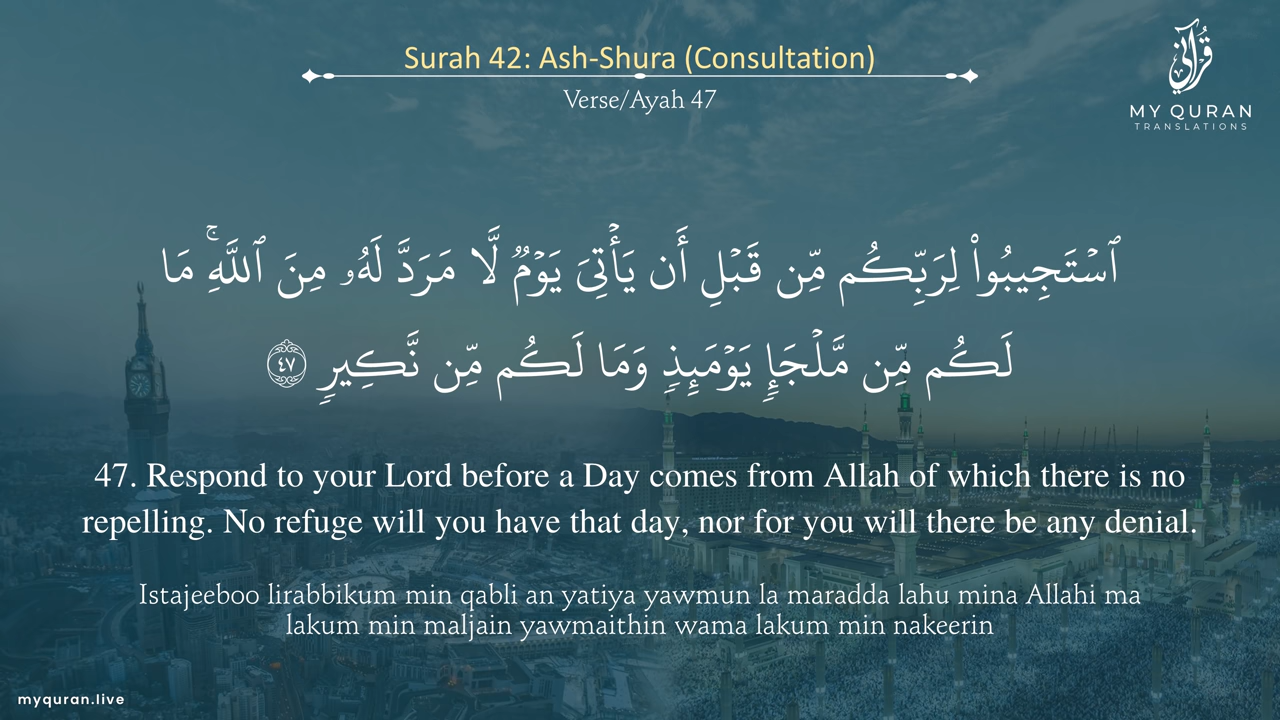 Surah 42: Ash-Shura (Consultation)
Verse/Ayah 47
قرآني
MY QURAN
TRANSLATIONS
ٱسْتَجِيبُوا۟ لِرَبِّكُم مِّن قَبْلِ أَن يَأْتِىَ يَوْمٌ لَّا مَرَدَّ لَهُۥ مِنَ ٱللَّهِ ۚ مَا
لَكُم مِّن مَّلْجَإٍ يَوْمَئِذٍ وَمَا لَكُم مِّن نَّكِيرٍ ٤٧
47. Respond to your Lord before a Day comes from Allah of which there is no
repelling. No refuge will you have that day, nor for you will there be any denial.
Istajeeboo lirabbikum min qabli an yatiya yawmun la maradda lahu mina Allahi ma
lakum min maljain yawmaithin wama lakum min nakeerin
myquran.live